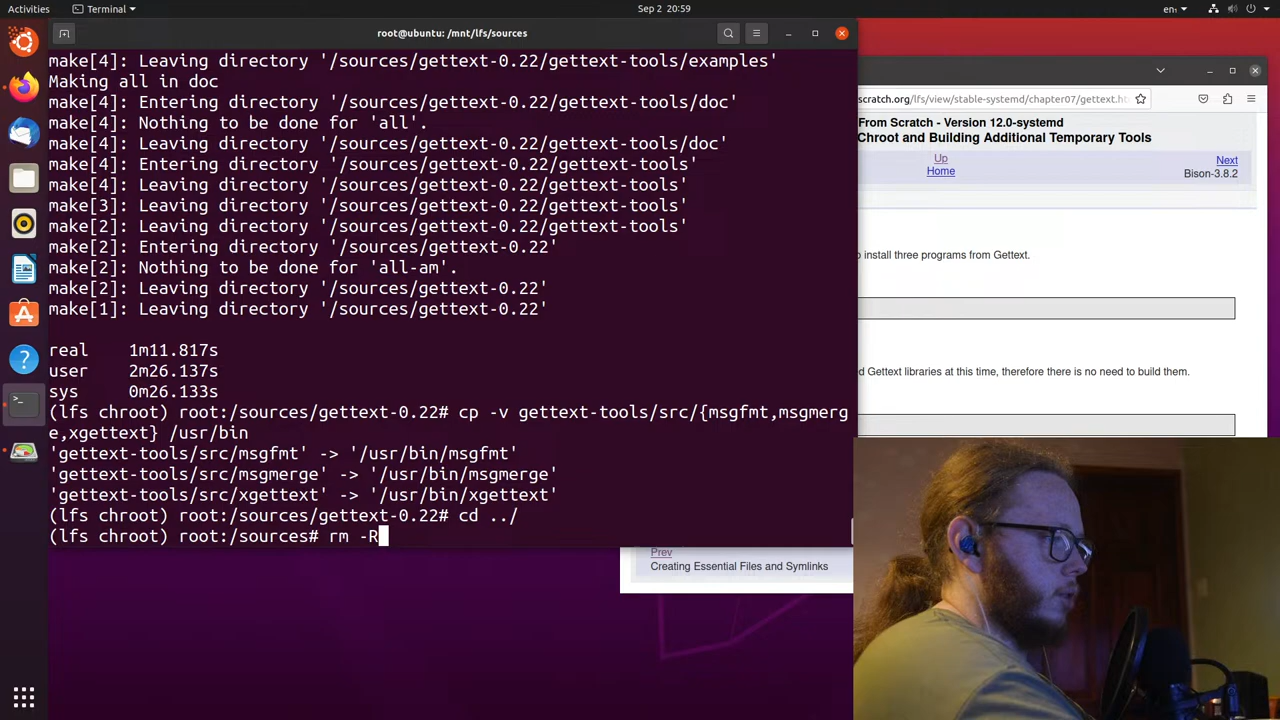 Activities
Terminal
Sep 2 20:59
en
root@ubuntu: /mnt/lfs/sources
make[4]: Leaving directory '/sources/gettext-0.22/gettext-tools/examples'
Making all in doc
make[4]: Entering directory '/sources/gettext-0.22/gettext-tools/doc'
make[4]: Nothing to be done for 'all'.
make[4]: Leaving directory '/sources/gettext-0.22/gettext-tools/doc'
make[4]: Entering directory '/sources/gettext-0.22/gettext-tools'
make[4]: Leaving directory '/sources/gettext-0.22/gettext-tools'
make[3]: Leaving directory '/sources/gettext-0.22/gettext-tools'
make[2]: Leaving directory '/sources/gettext-0.22/gettext-tools'
make[2]: Entering directory '/sources/gettext-0.22'
make[2]: Nothing to be done for 'all-am'.
make[2]: Leaving directory '/sources/gettext-0.22'
make[1]: Leaving directory '/sources/gettext-0.22'
real 1m11.817s
user 2m26.137s
sys 0m26.133s
(lfs chroot) root:/sources/gettext-0.22# cp -v gettext-tools/src/{msgfmt,msgmerg
e,xgettext} /usr/bin
'gettext-tools/src/msgfmt' -> '/usr/bin/msgfmt'
'gettext-tools/src/msgmerge' -> '/usr/bin/msgmerge'
'gettext-tools/src/xgettext' -> '/usr/bin/xgettext'
(lfs chroot) root:/sources/gettext-0.22# cd ../
(lfs chroot) root:/sources# rm -R
scratch.org/lfs/view/stable-systemd/chapter07/gettext.h
From Scratch - Version 12.0-systemd
Chroot and Building Additional Temporary Tools
Up
Home
Next
Bison-3.8.2
o install three programs from Gettext.
d Gettext libraries at this time, therefore there is no need to build them.
Prev
Creating Essential Files and Symlinks